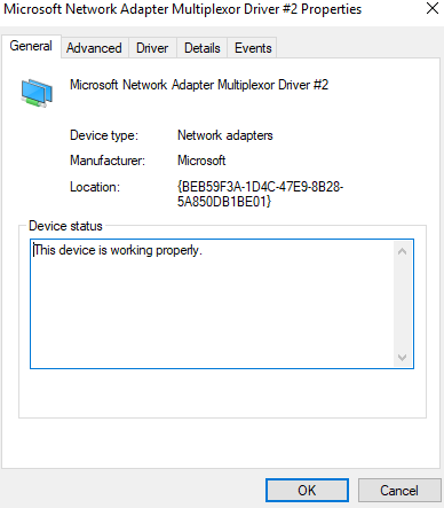 Microsoft Network Adapter Multiplexor Driver #2 Properties
General Advanced Driver Details Events
Microsoft Network Adapter Multiplexor Driver #2
Device type: Network adapters
Manufacturer: Microsoft
Location: {BEB59F3A-1D4C-47E9-8B28-
5A850DB1BE01}
Device status
This device is working properly.
OK Cancel